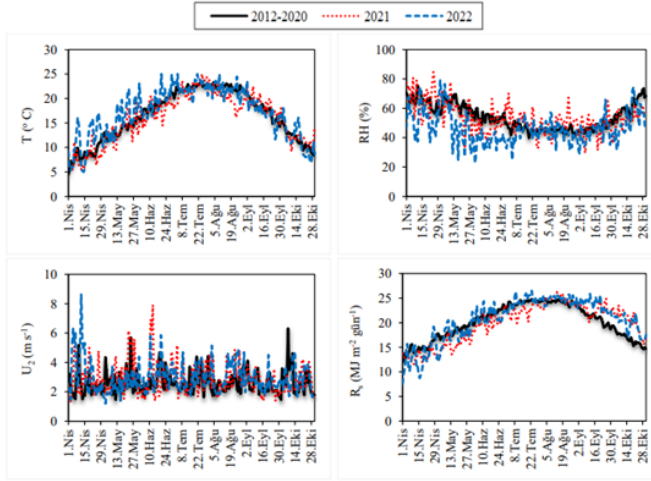 2012-2020 2021 2022
T (° C)
30
25
20
15
10
5
0
1.Nis 15.Nis 29.Nis 13.May 27.May 10.Haz 24.Haz 8.Tem 22.Tem 5.Ağu 19.Ağu 2.Eyl 16.Eyl 30.Eyl 14.Eki 28.Eki
RH (%)
100
80
60
40
20
0
1.Nis 15.Nis 29.Nis 13.May 27.May 10.Haz 24.Haz 8.Tem 22.Tem 5.Ağu 19.Ağu 2.Eyl 16.Eyl 30.Eyl 14.Eki 28.Eki
U2 (m s-1)
10
8
6
4
2
0
1.Nis 15.Nis 29.Nis 13.May 27.May 10.Haz 24.Haz 8.Tem 22.Tem 5.Ağu 19.Ağu 2.Eyl 16.Eyl 30.Eyl 14.Eki 28.Eki
Rs (MJ m-2 gün-1)
30
25
20
15
10
5
0
1.Nis 15.Nis 29.Nis 13.May 27.May 10.Haz 24.Haz 8.Tem 22.Tem 5.Ağu 19.Ağu 2.Eyl 16.Eyl 30.Eyl 14.Eki 28.Eki